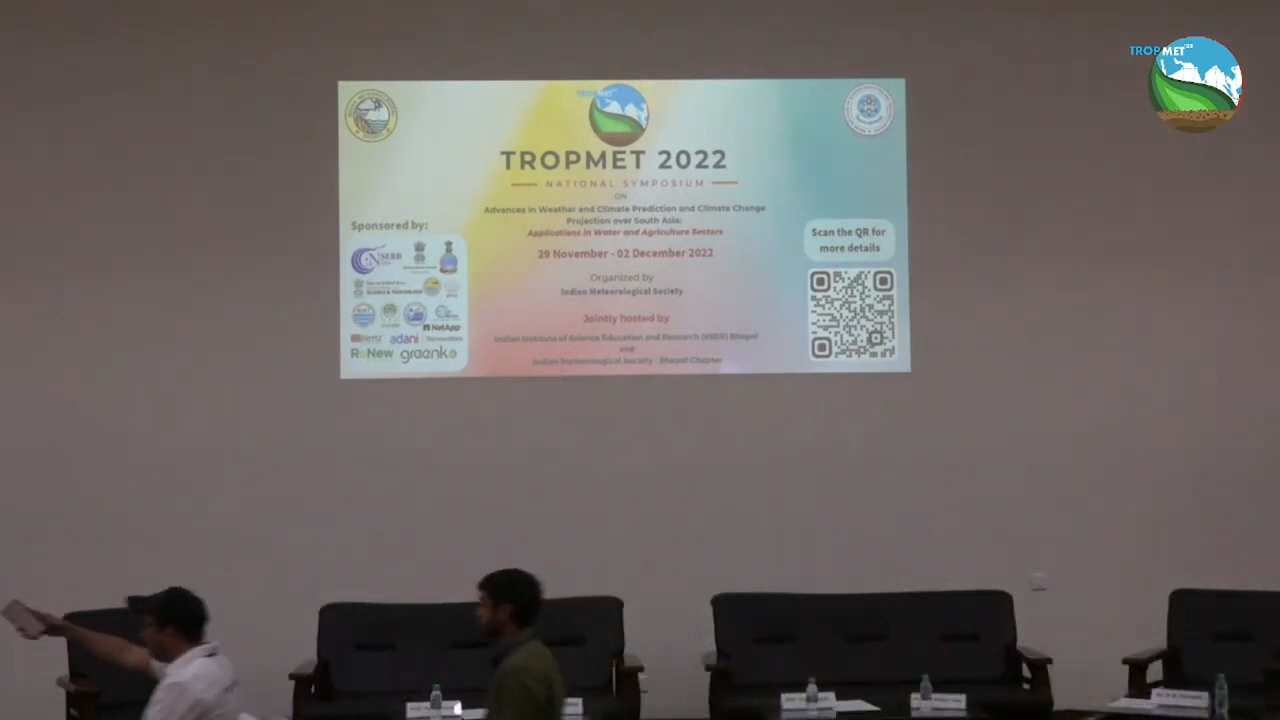 TROPMET'22
TROPMET 2022
NATIONAL SYMPOSIUM
ON
Advances in Weather and Climate Prediction and Climate Change
Projection over South Asia:
Applications in Water and Agriculture Sectors
29 November - 02 December 2022
Organized by
Indian Meteorological Society
Jointly hosted by
Indian Institute of Science Education and Research (IISER) Bhopal
and
Indian Meteorological Society - Bhopal Chapter
Sponsored by:
SERB
NetApp
adani
Renewables
ReNew
greenko
Scan the QR for
more details